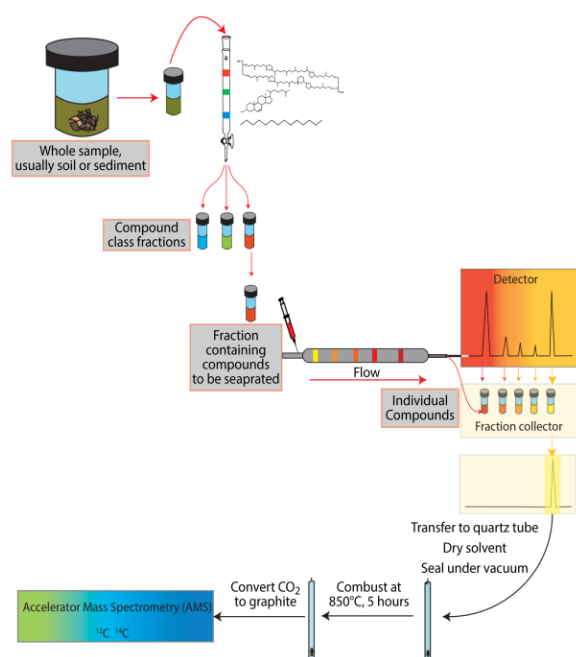 Whole sample,
usually soil or sediment
Compound
class fractions
Fraction
containing
compounds
to be seaprated
Flow
Detector
Individual
Compounds
Fraction collector
Transfer to quartz tube
Dry solvent
Seal under vacuum
Combust at
850°C, 5 hours
Convert CO₂
to graphite
Accelerator Mass Spectrometry (AMS)
¹²C ¹⁴C